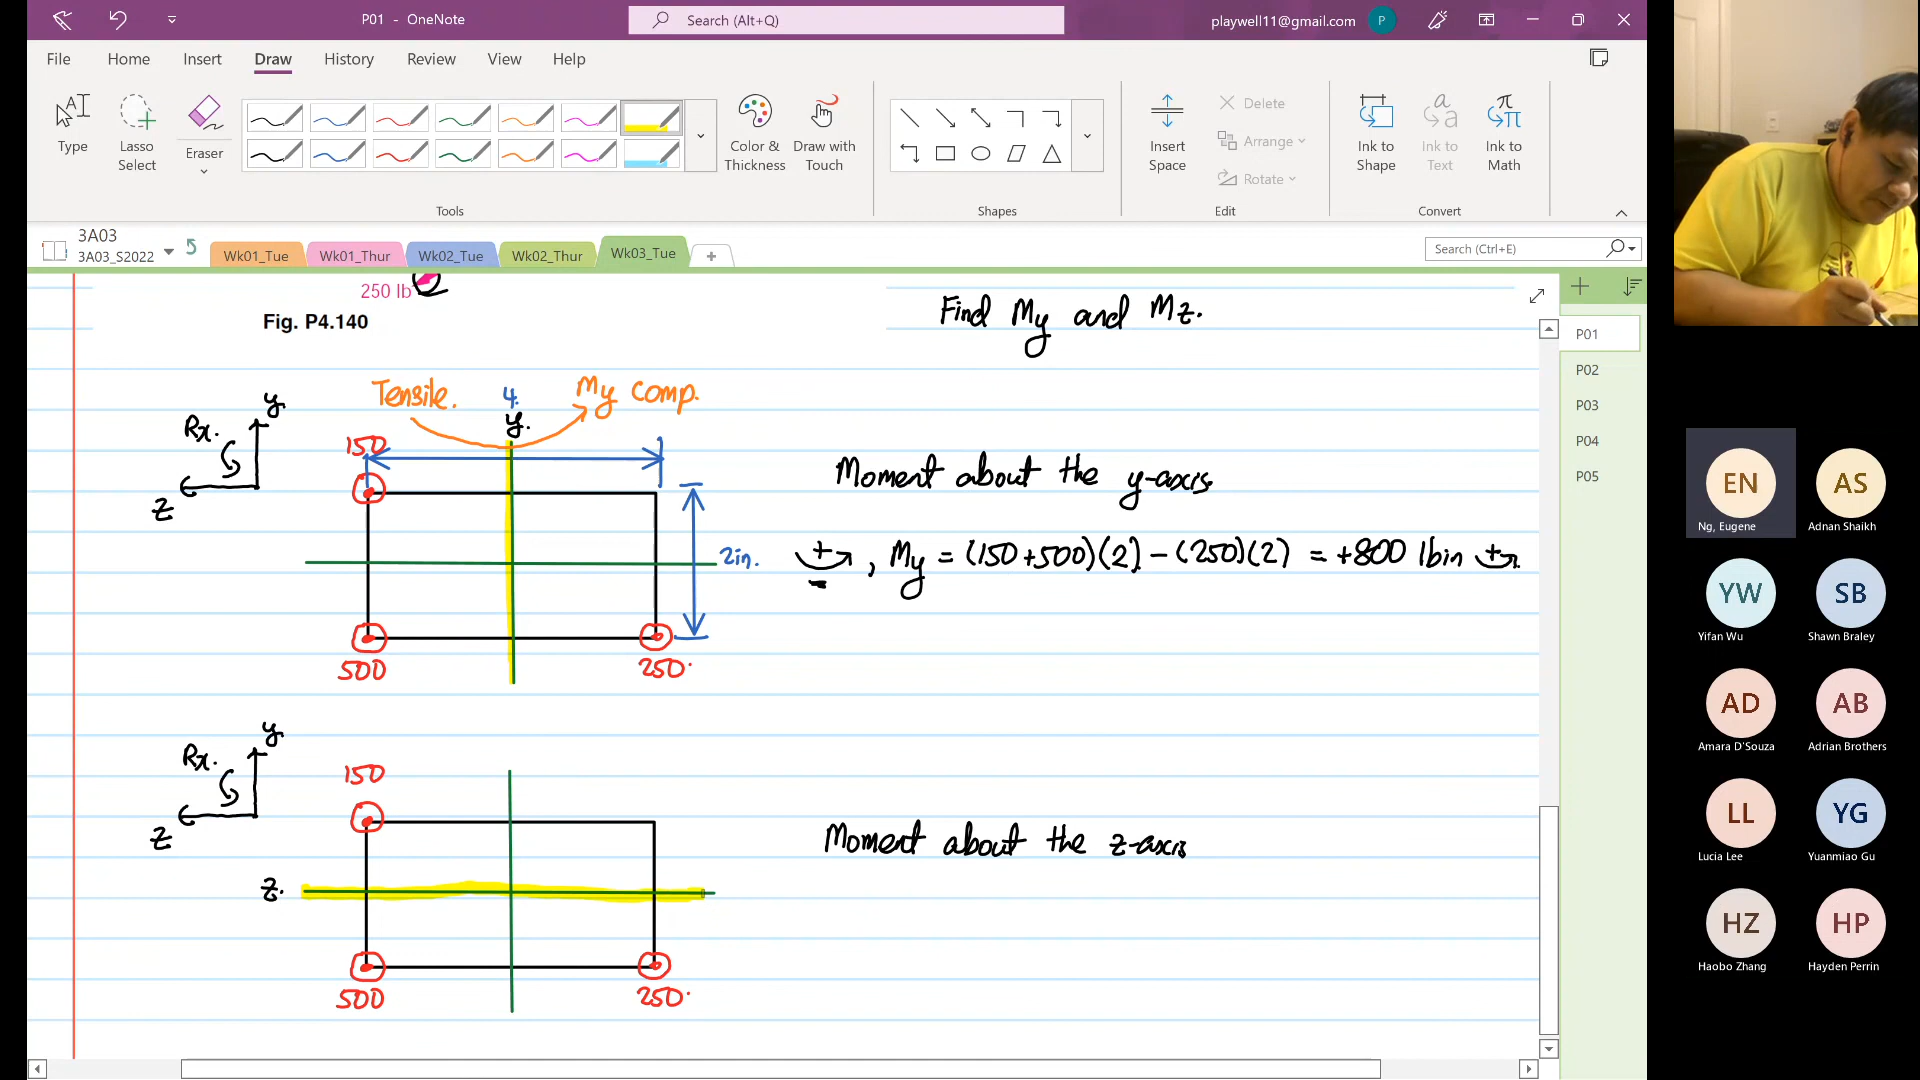 P01 - OneNote
Search (Alt+Q)
playwell11@gmail.com
P
File
Home
Insert
Draw
History
Review
View
Help
Type
Lasso Select
Eraser
Color & Thickness
Draw with Touch
Insert Space
Delete
Arrange
Rotate
Ink to Shape
Ink to Text
Ink to Math
Tools
Shapes
Edit
Convert
3A03
3A03_S2022
Wk01_Tue
Wk01_Thur
Wk02_Tue
Wk02_Thur
Wk03_Tue
Search (Ctrl+E)
250 lb
Fig. P4.140
Find My and Mz.
P01
P02
P03
P04
P05
Tensile.
4.
My Comp.
y.
y
Rx.
z
150
Moment about the y-axis.
2in.
+ , My = (150+500)(2) - (250)(2) = +800 lbin +
-
500
250.
y
Rx.
z
150
Moment about the z-axis
z.
500
250.
EN
Ng, Eugene
AS
Adnan Shaikh
YW
Yifan Wu
SB
Shawn Braley
AD
Amara D'Souza
AB
Adrian Brothers
LL
Lucia Lee
YG
Yuanmiao Gu
HZ
Haobo Zhang
HP
Hayden Perrin